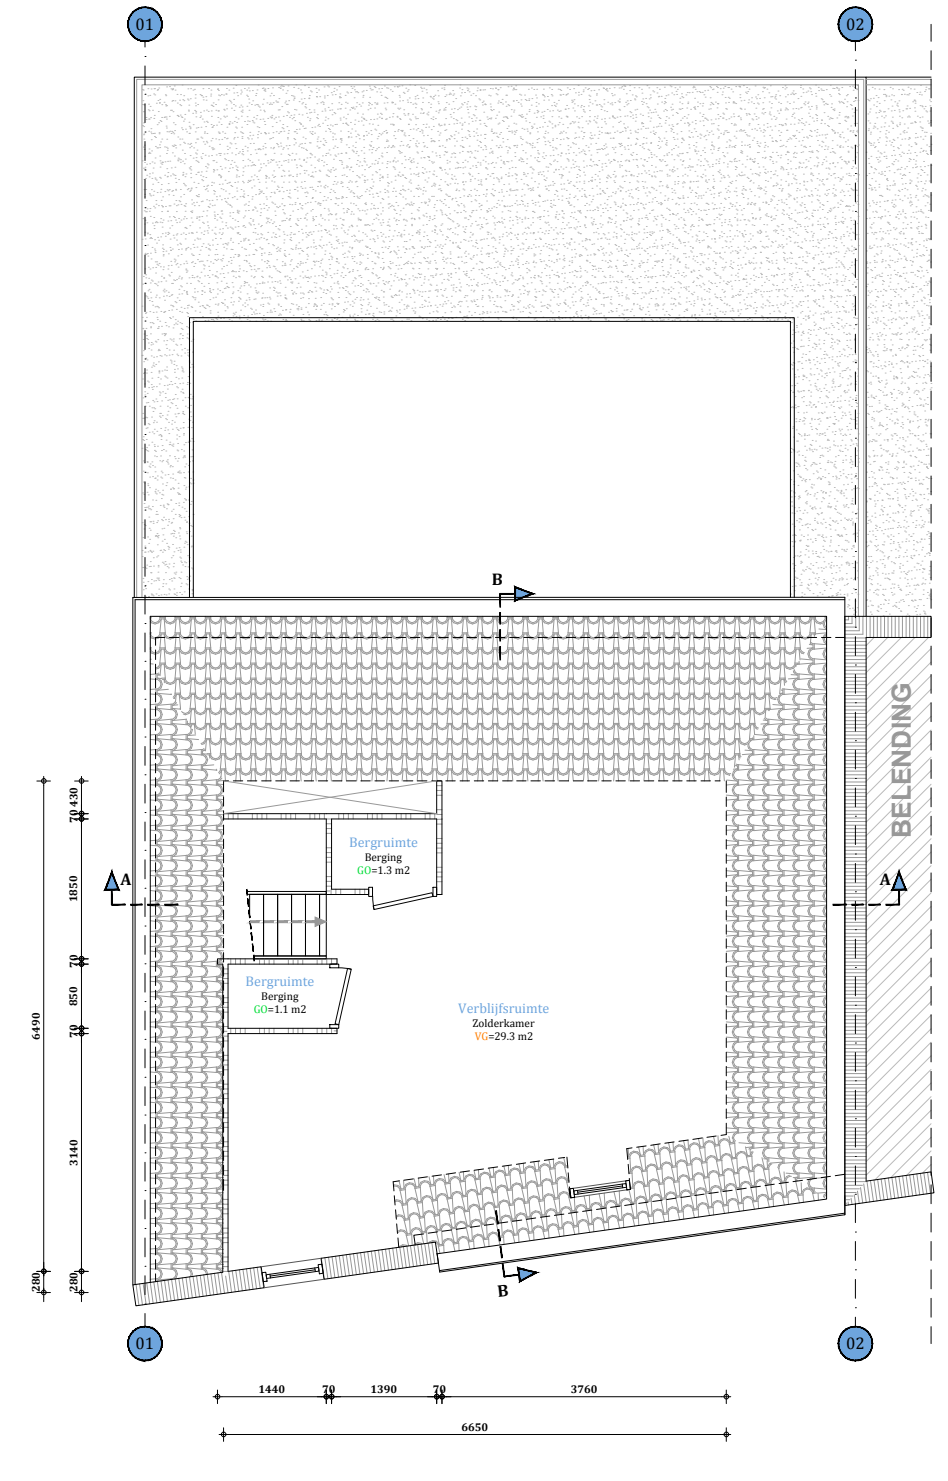 01
02
B
BELENDING
430
70
Bergruimte
Berging
GO=1.3 m2
1850
A
A
70
Bergruimte
Berging
GO=1.1 m2
850
Verblijfsruimte
Zolderkamer
VG=29.3 m2
6490
70
3140
280
280
B
01
02
1440
70
1390
70
3760
6650